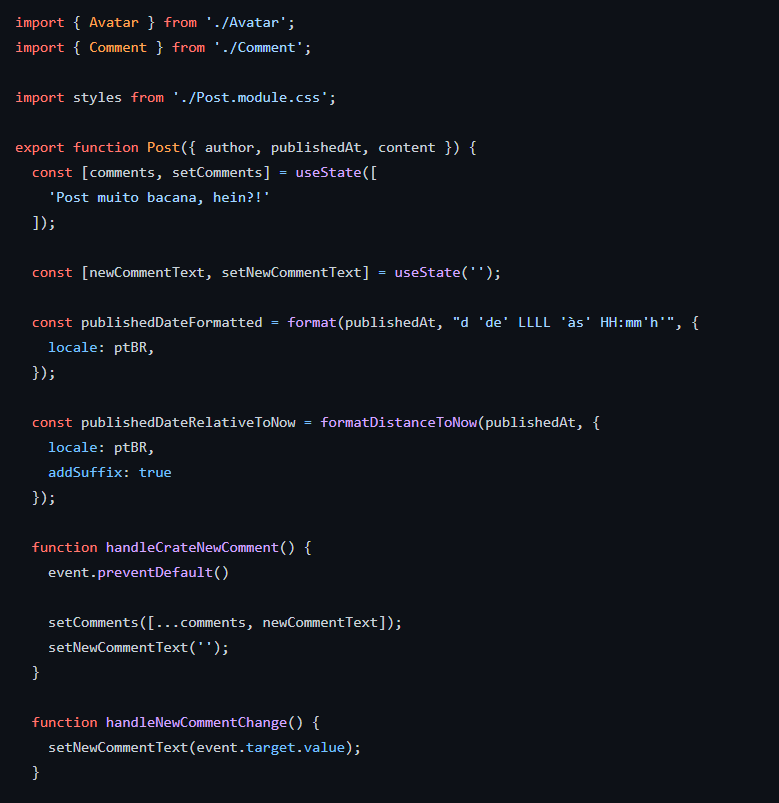 import { Avatar } from './Avatar';
import { Comment } from './Comment';

import styles from './Post.module.css';

export function Post({ author, publishedAt, content }) {
  const [comments, setComments] = useState([
    'Post muito bacana, hein?!'
  ]);

  const [newCommentText, setNewCommentText] = useState('');

  const publishedDateFormatted = format(publishedAt, "d 'de' LLLL 'às' HH:mm'h'", {
    locale: ptBR,
  });

  const publishedDateRelativeToNow = formatDistanceToNow(publishedAt, {
    locale: ptBR,
    addSuffix: true
  });

  function handleCrateNewComment() {
    event.preventDefault()

    setComments([...comments, newCommentText]);
    setNewCommentText('');
  }

  function handleNewCommentChange() {
    setNewCommentText(event.target.value);
  }